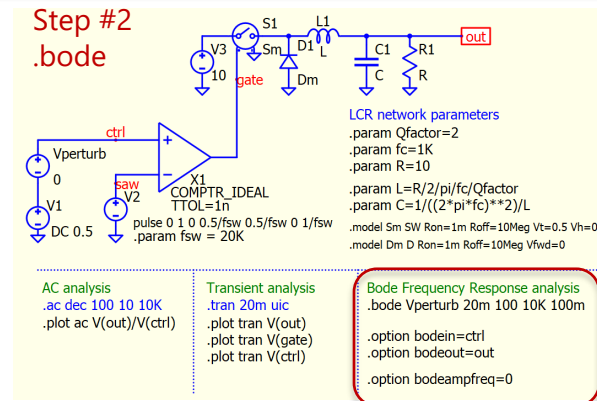 Step #2
.bode
S1
L1
V3
Sm
D1
L
C1
R1
out
10
Dm
C
R
gate
LCR network parameters
ctrl
.param Qfactor=2
Vperturb
.param fc=1K
0
.param R=10
saw
X1
V2
COMPTR_IDEAL
.param L=R/2/pi/fc/Qfactor
V1
TTOL=1n
.param C=1/((2*pi*fc)**2)/L
DC 0.5
pulse 0 1 0 0.5/fsw 0.5/fsw 0 1/fsw
.model Sm SW Ron=1m Roff=10Meg Vt=0.5 Vh=0
.param fsw = 20K
.model Dm D Ron=1m Roff=10Meg Vfwd=0
AC analysis
.ac dec 100 10 10K
.plot ac V(out)/V(ctrl)
Transient analysis
.tran 20m uic
.plot tran V(out)
.plot tran V(gate)
.plot tran V(ctrl)
Bode Frequency Response analysis
.bode Vperturb 20m 100 10K 100m
.option bodein=ctrl
.option bodeout=out
.option bodeampfreq=0